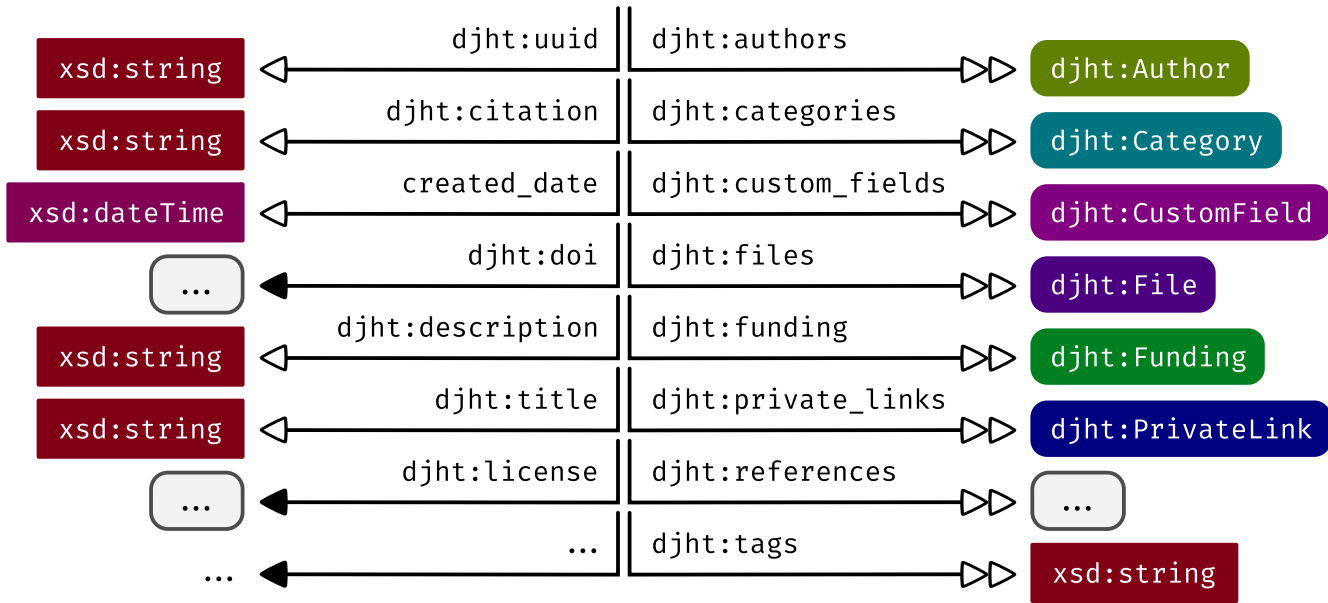 djht:uuid djht:authors
xsd:string djht:Author
djht:citation djht:categories
xsd:string djht:Category
created_date djht:custom_fields
xsd:dateTime djht:CustomField
djht:doi djht:files
... djht:File
djht:description djht:funding
xsd:string djht:Funding
djht:title djht:private_links
xsd:string djht:PrivateLink
djht:license djht:references
... ...
... djht:tags
... xsd:string